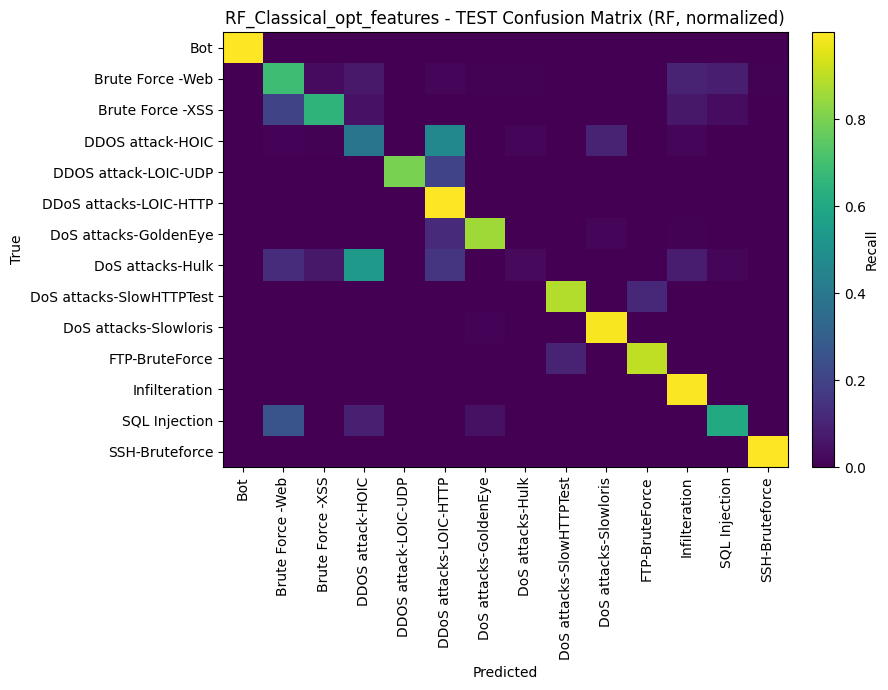 RF_Classical_opt_features - TEST Confusion Matrix (RF, normalized)
True
Bot
Brute Force -Web
Brute Force -XSS
DDOS attack-HOIC
DDOS attack-LOIC-UDP
DDoS attacks-LOIC-HTTP
DoS attacks-GoldenEye
DoS attacks-Hulk
DoS attacks-SlowHTTPTest
DoS attacks-Slowloris
FTP-BruteForce
Infilteration
SQL Injection
SSH-Bruteforce
Bot
Brute Force -Web
Brute Force -XSS
DDOS attack-HOIC
DDOS attack-LOIC-UDP
DDoS attacks-LOIC-HTTP
DoS attacks-GoldenEye
DoS attacks-Hulk
DoS attacks-SlowHTTPTest
DoS attacks-Slowloris
FTP-BruteForce
Infilteration
SQL Injection
SSH-Bruteforce
Predicted
0.8
0.6
0.4
0.2
0.0
Recall